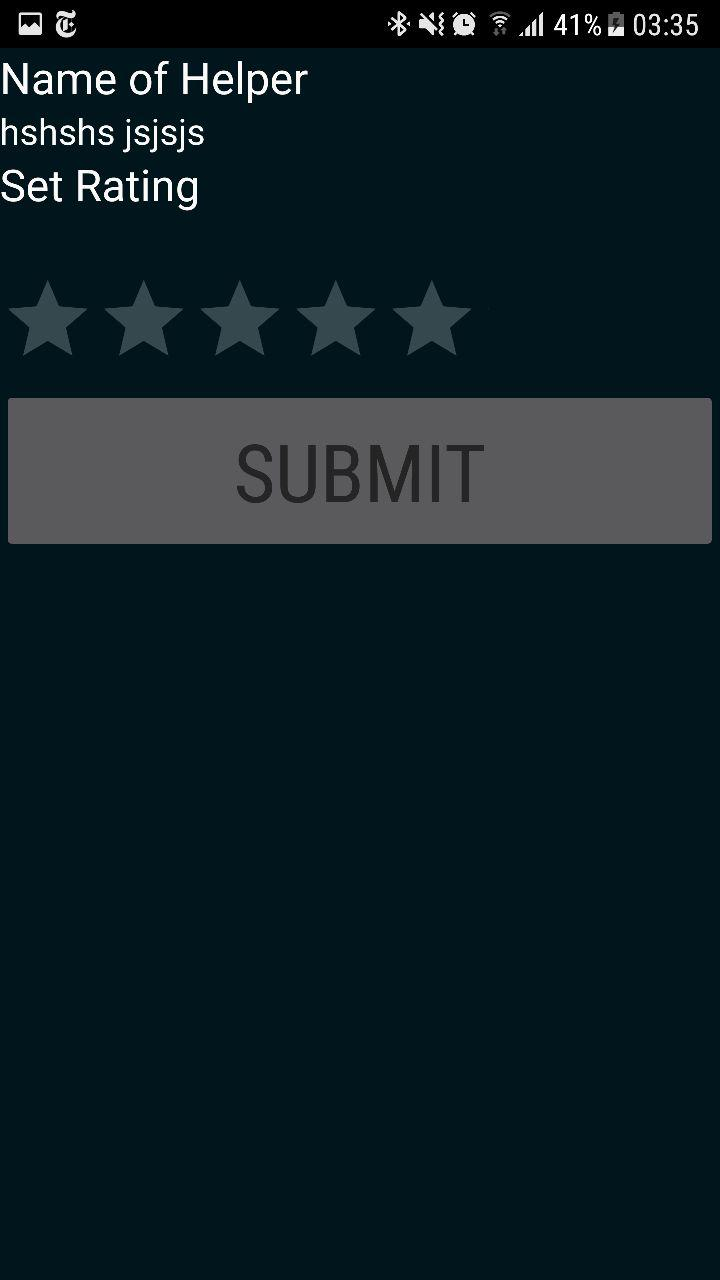 41% 03:35
Name of Helper
hshshs jsjsjs
Set Rating
SUBMIT